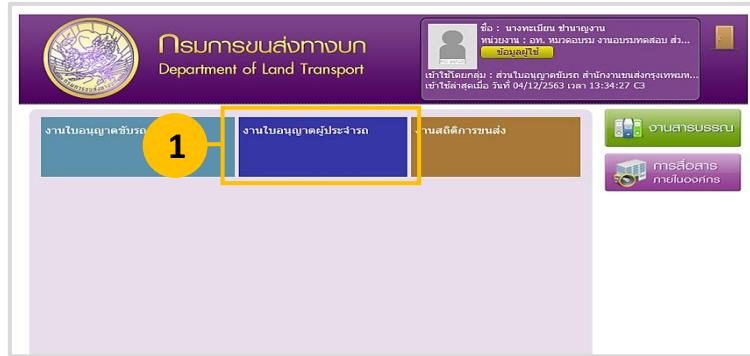 กรมการขนส่งทางบก
Department of Land Transport
ชื่อ : นางทะเบียน ชำนาญงาน
หน่วยงาน : อท. หมวดอบรม งานอบรมทดสอบ ส่ว...
ข้อมูลผู้ใช้
เข้าใช้โดยกลุ่ม : ส่วนใบอนุญาตขับรถ สำนักงานขนส่งกรุงเทพมห...
เข้าใช้ล่าสุดเมื่อ วันที่ 04/12/2563 เวลา 13:34:27 C3
งานใบอนุญาตขับรถ
1
งานใบอนุญาตผู้ประจำรถ
งานสถิติการขนส่ง
งานสารบรรณ
การสื่อสาร
ภายในองค์กร